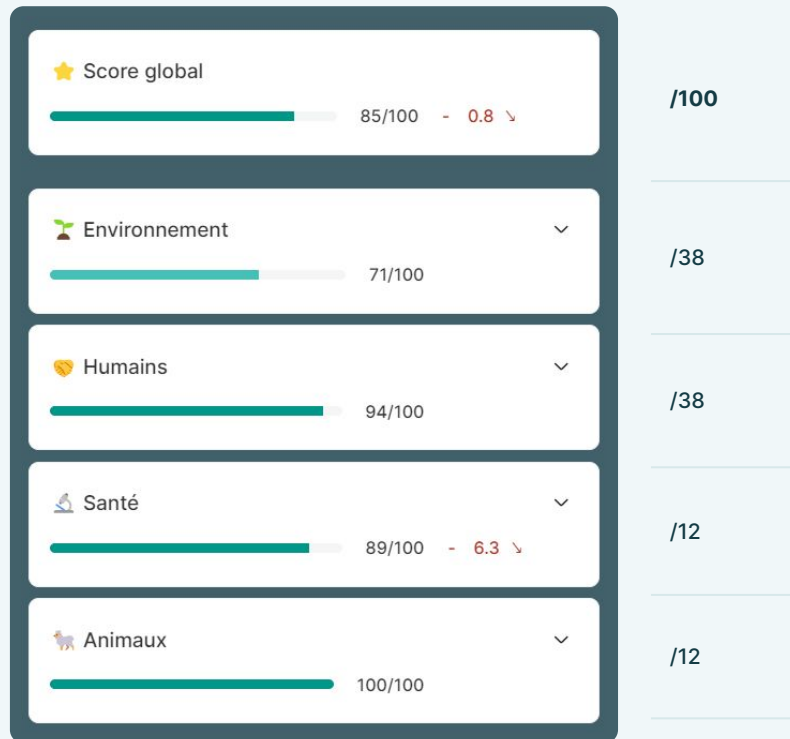 Score global
85/100 - 0.8 ↘
/100
Environnement
71/100
/38
Humains
94/100
/38
Santé
89/100 - 6.3 ↘
/12
Animaux
100/100
/12